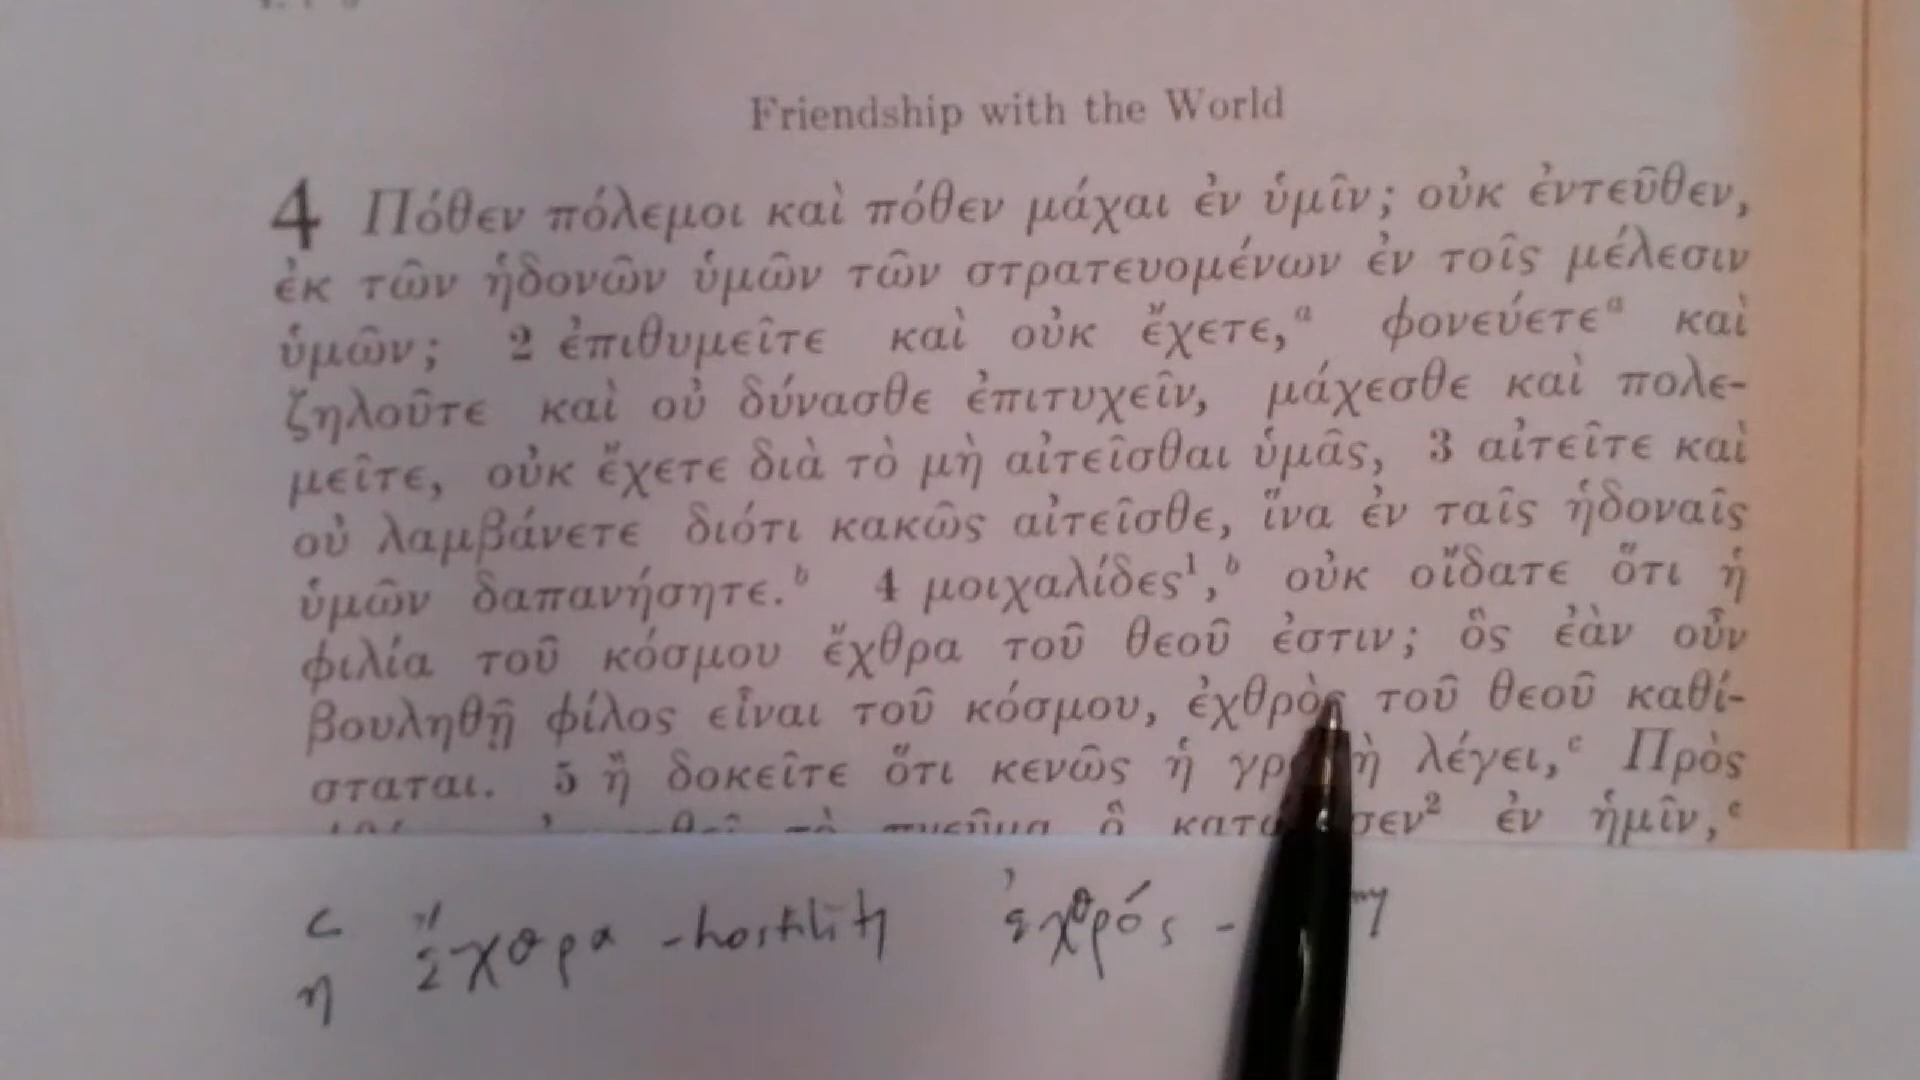 Friendship with the World
4 Πόθεν πόλεμοι καὶ πόθεν μάχαι ἐν ὑμῖν; οὐκ ἐντεῦθεν,
ἐκ τῶν ἡδονῶν ὑμῶν τῶν στρατευομένων ἐν τοῖς μέλεσιν
ὑμῶν; 2 ἐπιθυμεῖτε καὶ οὐκ ἔχετε,ᵃ φονεύετεᵃ καὶ
ζηλοῦτε καὶ οὐ δύνασθε ἐπιτυχεῖν, μάχεσθε καὶ πολε-
μεῖτε, οὐκ ἔχετε διὰ τὸ μὴ αἰτεῖσθαι ὑμᾶς, 3 αἰτεῖτε καὶ
οὐ λαμβάνετε διότι κακῶς αἰτεῖσθε, ἵνα ἐν ταῖς ἡδοναῖς
ὑμῶν δαπανήσητε.ᵇ 4 μοιχαλίδες¹,ᵇ οὐκ οἴδατε ὅτι ἡ
φιλία τοῦ κόσμου ἔχθρα τοῦ θεοῦ ἐστιν; ὃς ἐὰν οὖν
βουληθῇ φίλος εἶναι τοῦ κόσμου, ἐχθρὸς τοῦ θεοῦ καθί-
σταται. 5 ἢ δοκεῖτε ὅτι κενῶς ἡ λέγει,ᶜ Πρὸς
τὸ πνεῦμα ὃ ἐν ἡμῖν,ᶜ
ἡ ἔχθρα - hostility ἐχθρός -